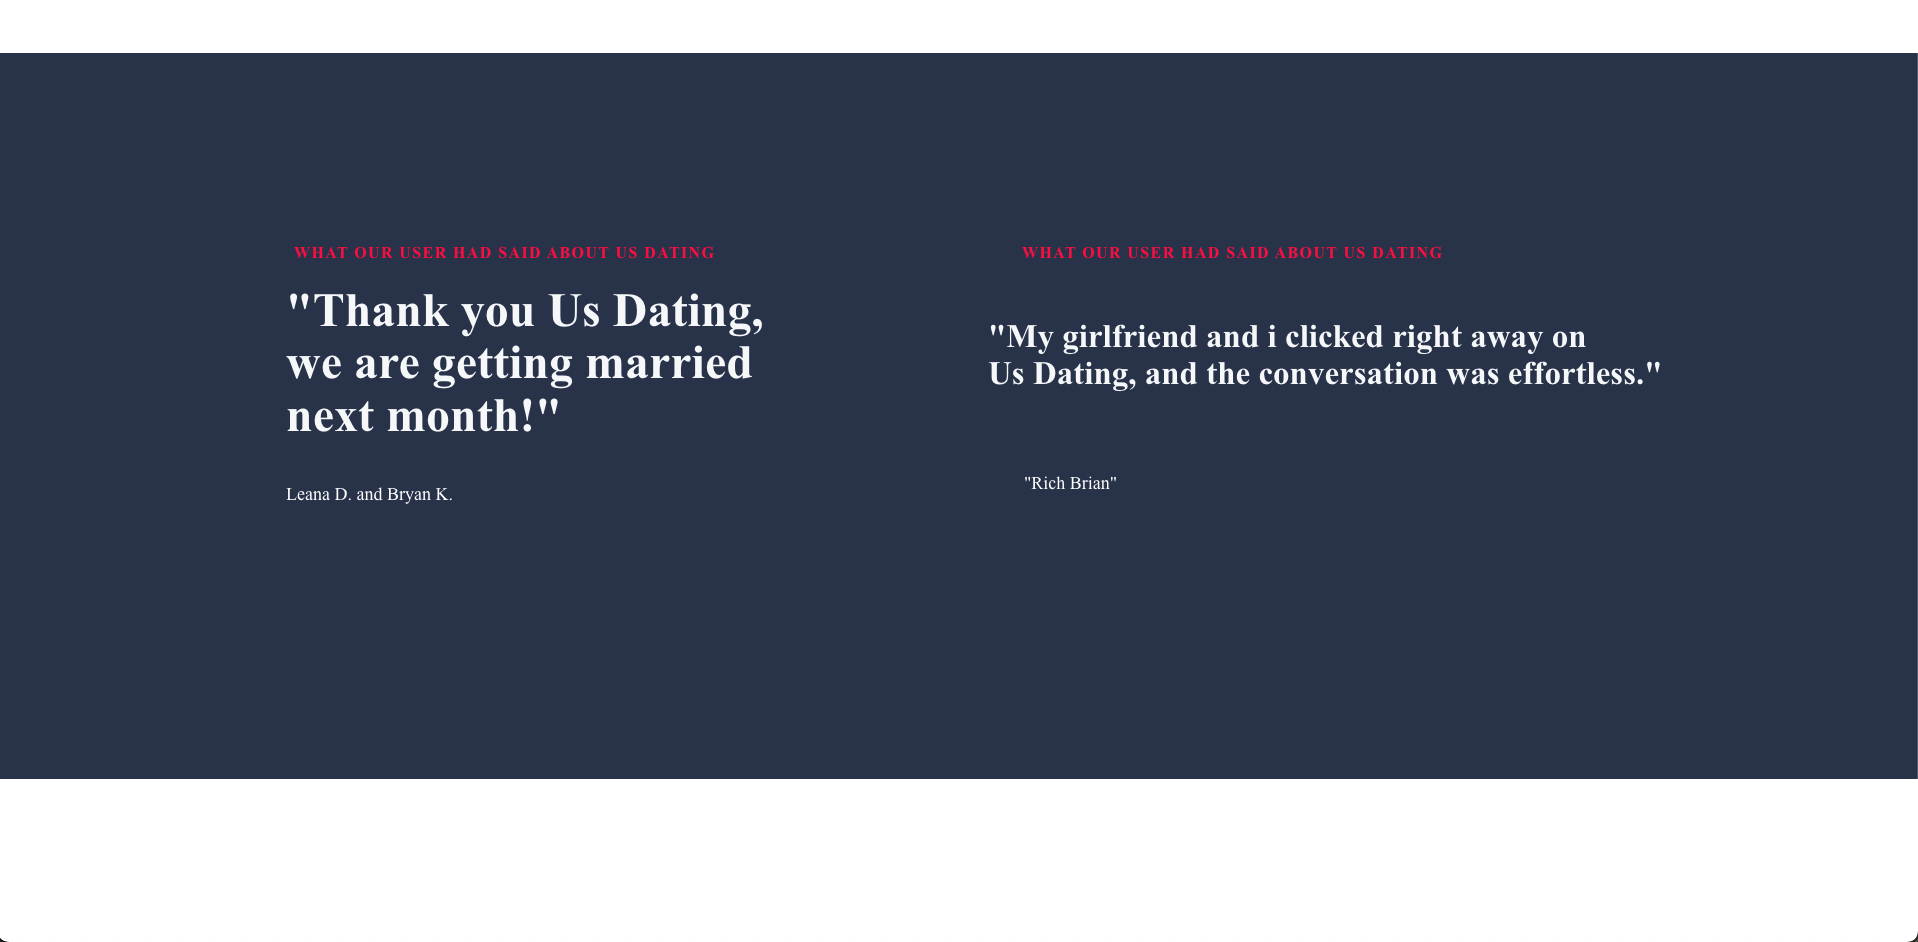 WHAT OUR USER HAD SAID ABOUT US DATING
"Thank you Us Dating,
we are getting married
next month!"
Leana D. and Bryan K.
WHAT OUR USER HAD SAID ABOUT US DATING
"My girlfriend and i clicked right away on
Us Dating, and the conversation was effortless."
"Rich Brian"